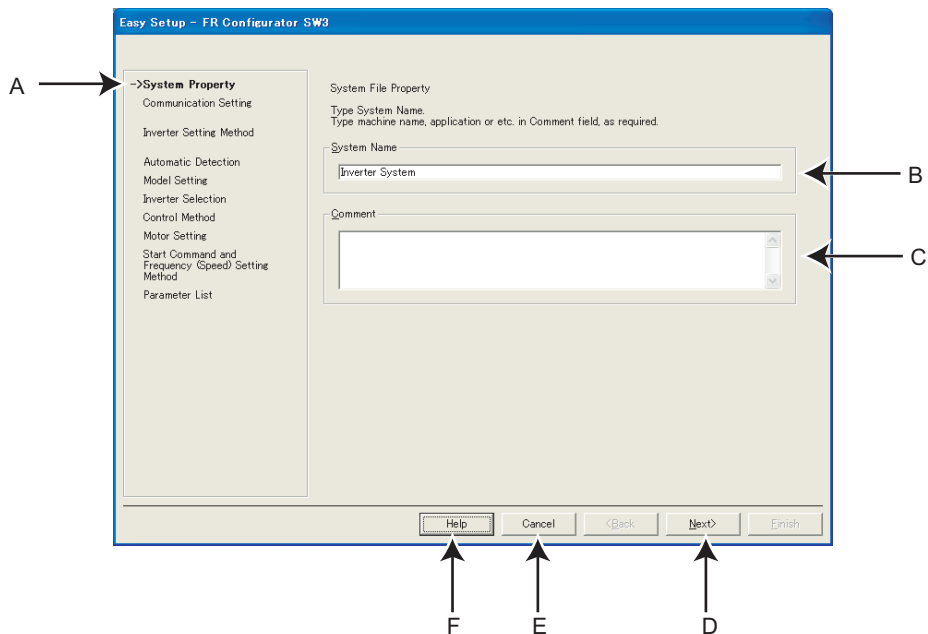 Easy Setup - FR Configurator SW3
A
->System Property
Communication Setting
Inverter Setting Method
Automatic Detection
Model Setting
Inverter Selection
Control Method
Motor Setting
Start Command and
Frequency (Speed) Setting
Method
Parameter List
System File Property
Type System Name.
Type machine name, application or etc. in Comment field, as required.
System Name
Inverter System
B
Comment
C
Help
Cancel
<Back
Next>
Finish
F
E
D